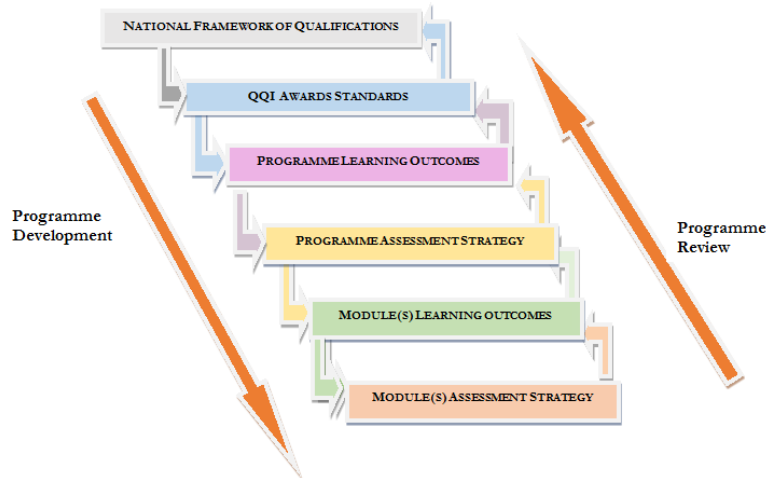 NATIONAL FRAMEWORK OF QUALIFICATIONS
QQI AWARDS STANDARDS
PROGRAMME LEARNING OUTCOMES
Programme
Development
Programme
Review
PROGRAMME ASSESSMENT STRATEGY
MODULE(S) LEARNING OUTCOMES
MODULE(S) ASSESSMENT STRATEGY